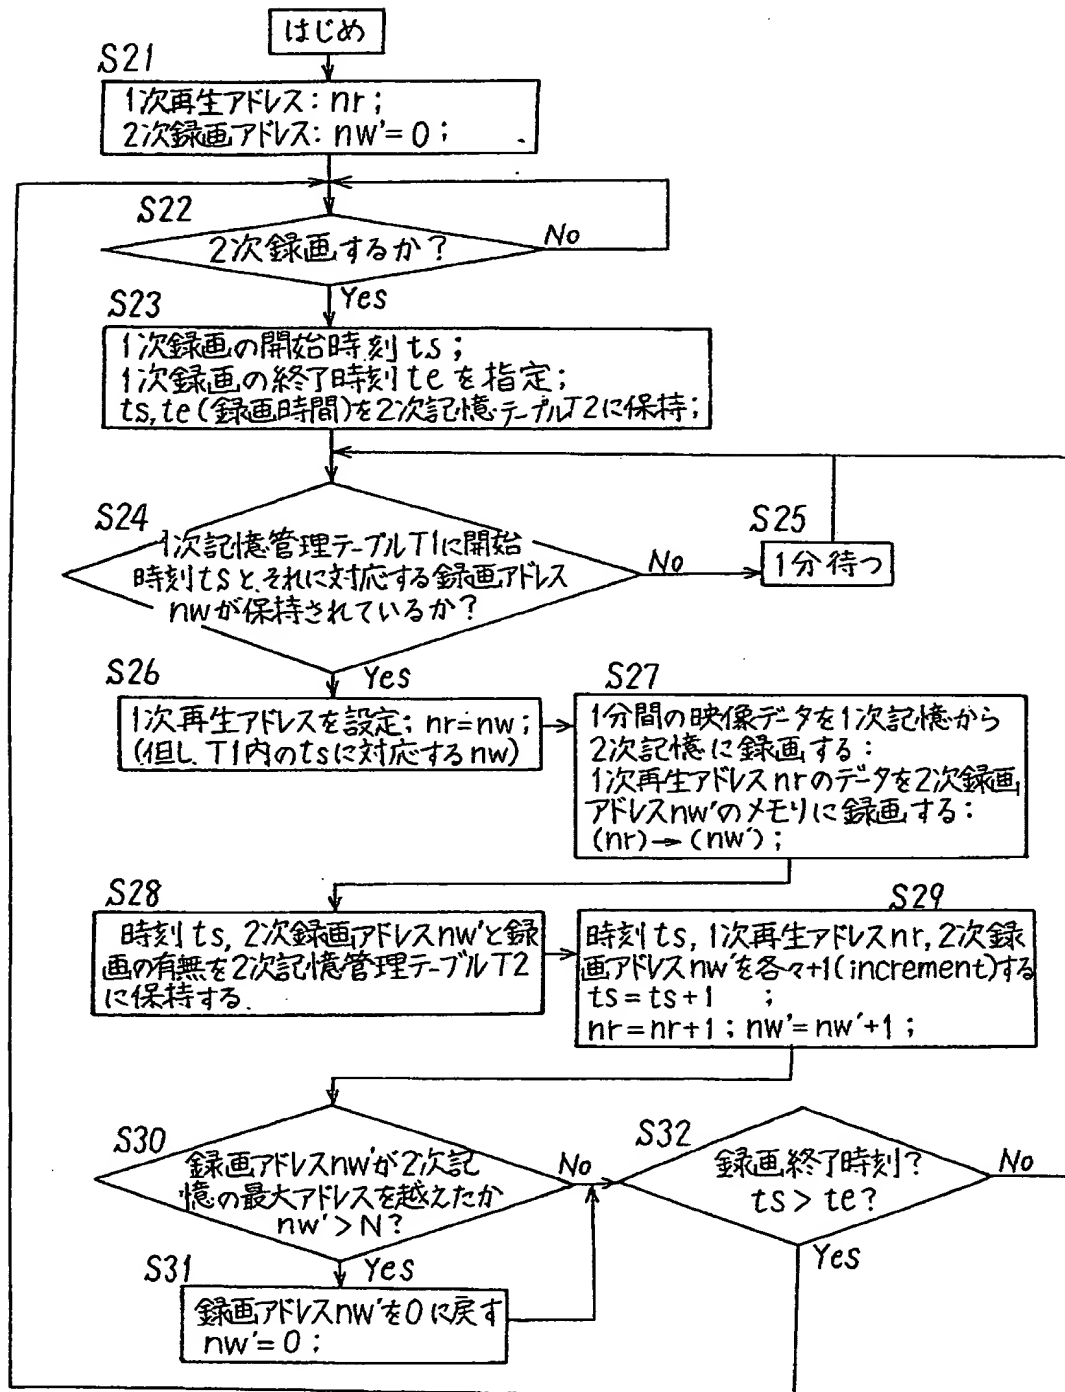 はじめ
S21
1次再生アドレス: nr;
2次録画アドレス: nw'=0;
S22
2次録画するか?
No
Yes
S23
1次録画の開始時刻ts;
1次録画の終了時刻teを指定;
ts,te(録画時間)を2次記憶テーブルT2に保持;
S24
1次記憶管理テーブルT1に開始
時刻tsと、それに対応する録画アドレス
nwが保持されているか?
No
S25
1分待つ
Yes
S26
1次再生アドレスを設定; nr=nw;
(但し、T1内のtsに対応するnw)
S27
1分間の映像データを1次記憶から
2次記憶に録画する:
1次再生アドレスnrのデータを2次録画
アドレスnw'のメモリに録画する:
(nr)→(nw');
S28
時刻ts,2次録画アドレスnw'と録
画の有無を2次記憶管理テーブルT2
に保持する.
S29
時刻ts,1次再生アドレスnr,2次録
画アドレスnw'を各々+1(increment)する
ts=ts+1 ;
nr=nr+1; nw'=nw'+1;
S30
録画アドレスnw'が2次記
憶の最大アドレスを越えたか
nw'>N?
No
Yes
S31
録画アドレスnw'を0に戻す
nw'=0;
S32
録画終了時刻?
ts>te?
No
Yes